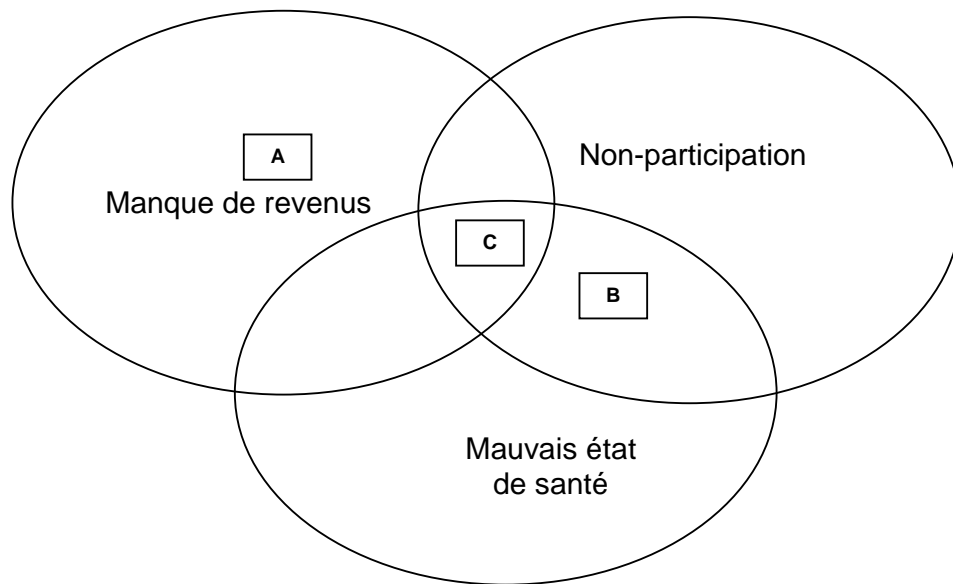 A
Non-participation
Manque de revenus
C
B
Mauvais état
de santé